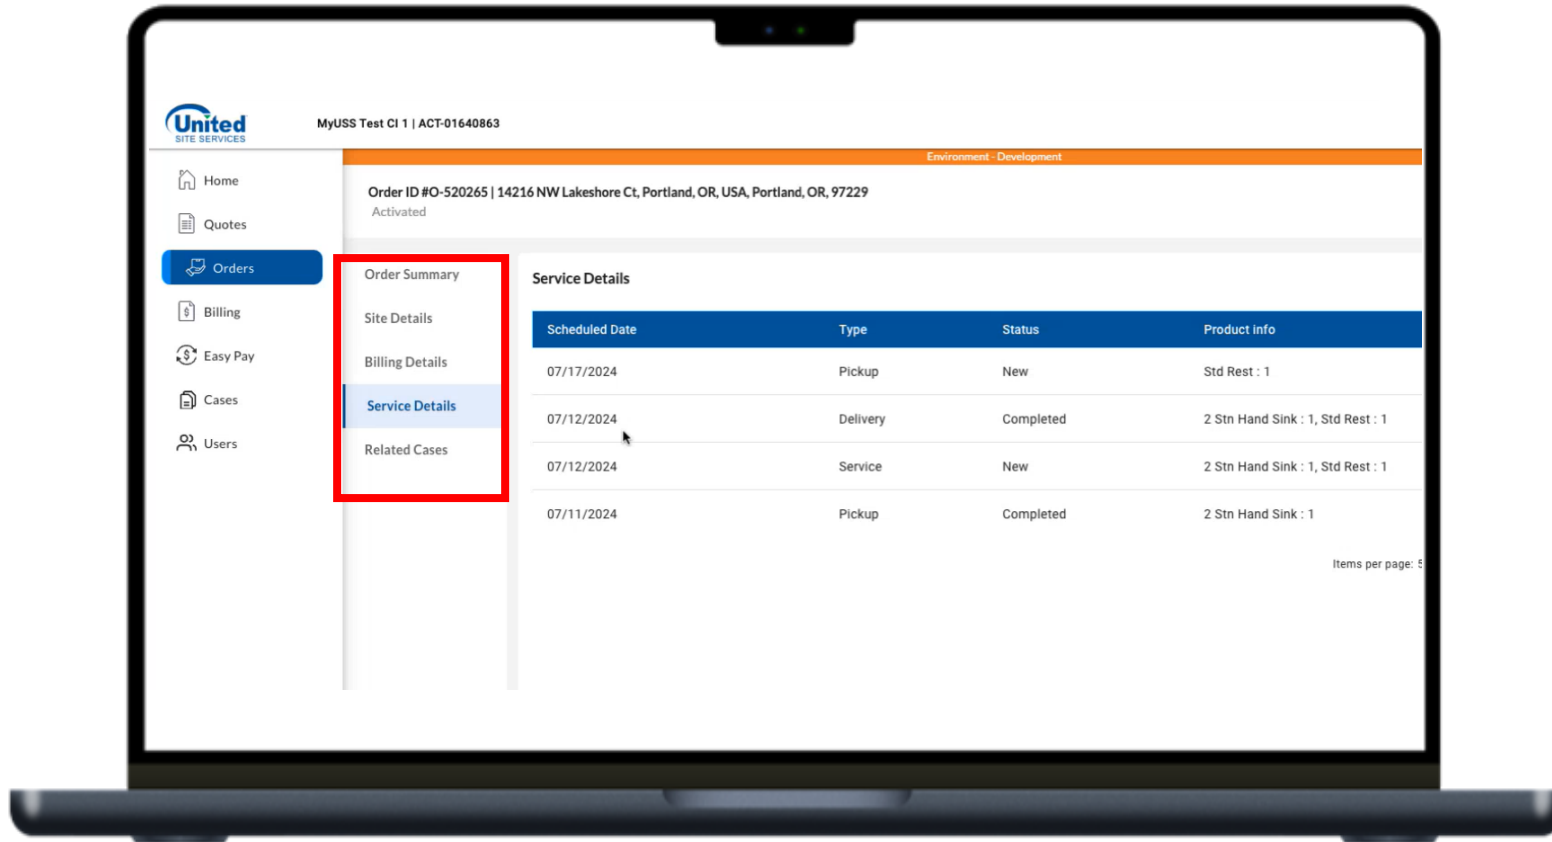 United
SITE SERVICES
MyUSS Test CI 1 | ACT-01640863
Environment - Development
Home
Quotes
Orders
Billing
Easy Pay
Cases
Users
Order ID #O-520265 | 14216 NW Lakeshore Ct, Portland, OR, USA, Portland, OR, 97229
Activated
Order Summary
Site Details
Billing Details
Service Details
Related Cases
Service Details
Scheduled Date Type Status Product info
07/17/2024 Pickup New Std Rest : 1
07/12/2024 Delivery Completed 2 Stn Hand Sink : 1, Std Rest : 1
07/12/2024 Service New 2 Stn Hand Sink : 1, Std Rest : 1
07/11/2024 Pickup Completed 2 Stn Hand Sink : 1
Items per page: 5